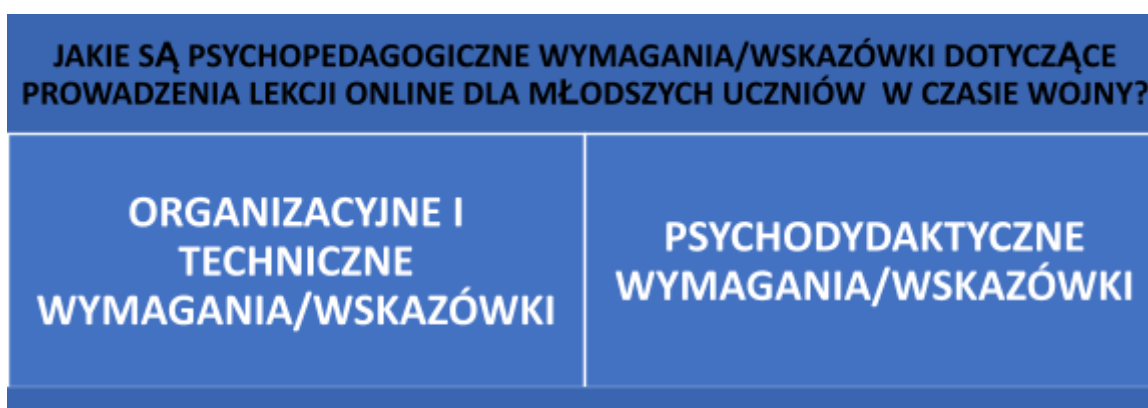 JAKIE SĄ PSYCHOPEDAGOGICZNE WYMAGANIA/WSKAZÓWKI DOTYCZĄCE
PROWADZENIA LEKCJI ONLINE DLA MŁODSZYCH UCZNIÓW W CZASIE WOJNY?
ORGANIZACYJNE I
TECHNICZNE
WYMAGANIA/WSKAZÓWKI
PSYCHODYDAKTYCZNE
WYMAGANIA/WSKAZÓWKI